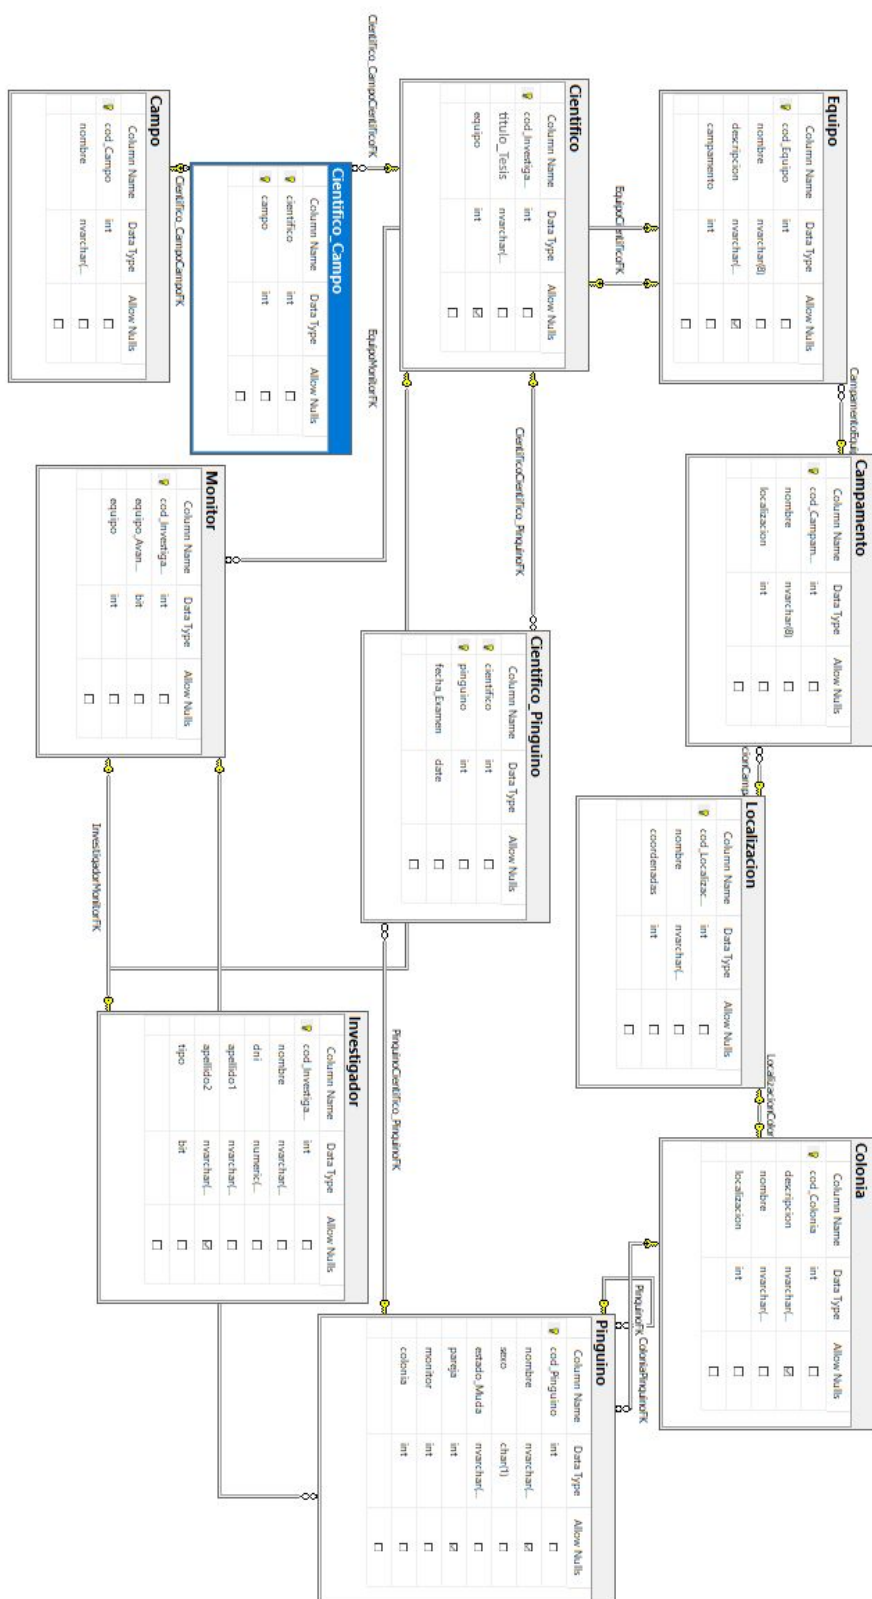 Equipo
Column Name Data Type Allow Nulls
cod_Equipo int
nombre nvarchar(8)
descripcion nvarchar(...
campamento int
CampamentoEqui
Campamento
Column Name Data Type Allow Nulls
cod_Campam... int
nombre nvarchar(8)
localizacion int
cionCamp
Localizacion
Column Name Data Type Allow Nulls
cod_Localizac... int
nombre nvarchar(...
coordenadas int
LocalizacionColor
Colonia
Column Name Data Type Allow Nulls
cod_Colonia int
descripcion nvarchar(...
nombre nvarchar(...
localizacion int
EquipoCientificoFK
PinguinoFK
ColoniaPinguinoFK
Cientifico
Column Name Data Type Allow Nulls
cod_Investiga... int
titulo_Tesis nvarchar(...
equipo int
CientificoCientifico_PinguinoFK
Cientifico_Pinguino
Column Name Data Type Allow Nulls
cientifico int
pinguino int
fecha_Examen date
PinguinoCientifico_PinguinoFK
Pinguino
Column Name Data Type Allow Nulls
cod_Pinguino int
nombre nvarchar(...
sexo char(1)
estado_Muda nvarchar(...
pareja int
monitor int
colonia int
Cientifico_CampoCientificoFK
EquipoMonitorFK
Cientifico_Campo
Column Name Data Type Allow Nulls
cientifico int
campo int
Investigador
Column Name Data Type Allow Nulls
cod_Investiga... int
nombre nvarchar(...
dni numeric(...
apellido1 nvarchar(...
apellido2 nvarchar(...
tipo bit
Monitor
Column Name Data Type Allow Nulls
cod_Investiga... int
equipo_Avan... bit
equipo int
InvestigadorMonitorFK
Cientifico_CampoCampoFK
Campo
Column Name Data Type Allow Nulls
cod_Campo int
nombre nvarchar(...